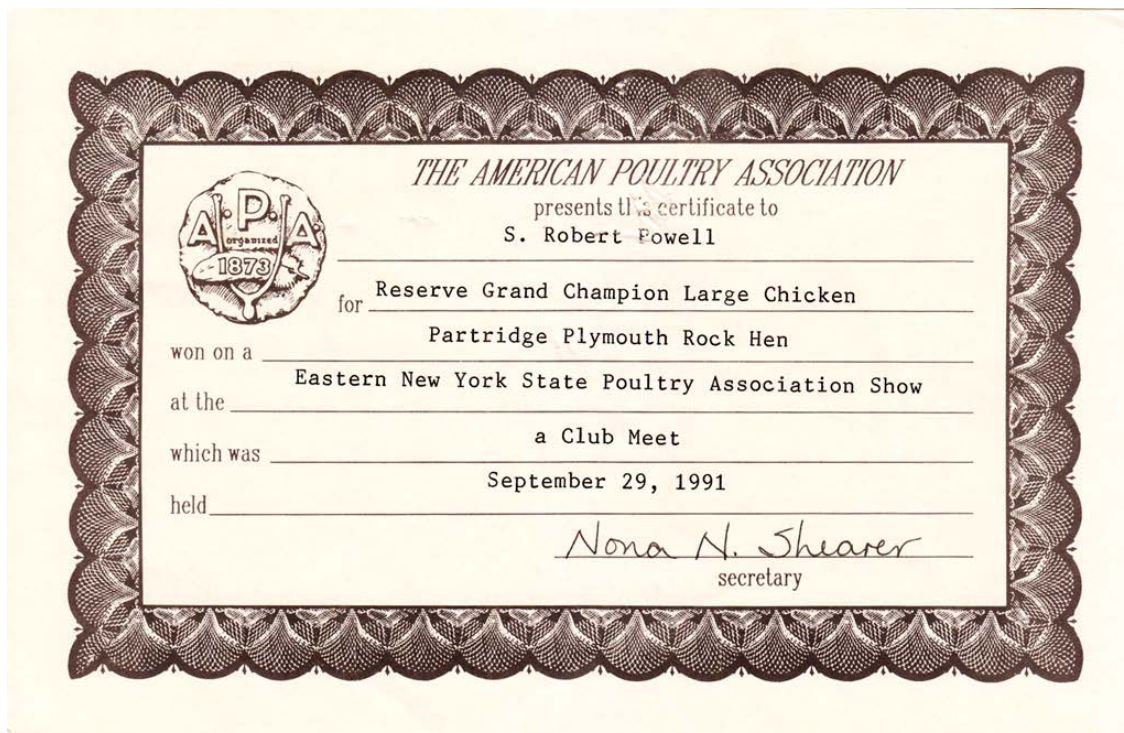 A.P.A.
organized
1873
THE AMERICAN POULTRY ASSOCIATION
presents this certificate to
S. Robert Powell
for Reserve Grand Champion Large Chicken
won on a Partridge Plymouth Rock Hen
at the Eastern New York State Poultry Association Show
which was a Club Meet
held September 29, 1991
Nona N. Shearer
secretary